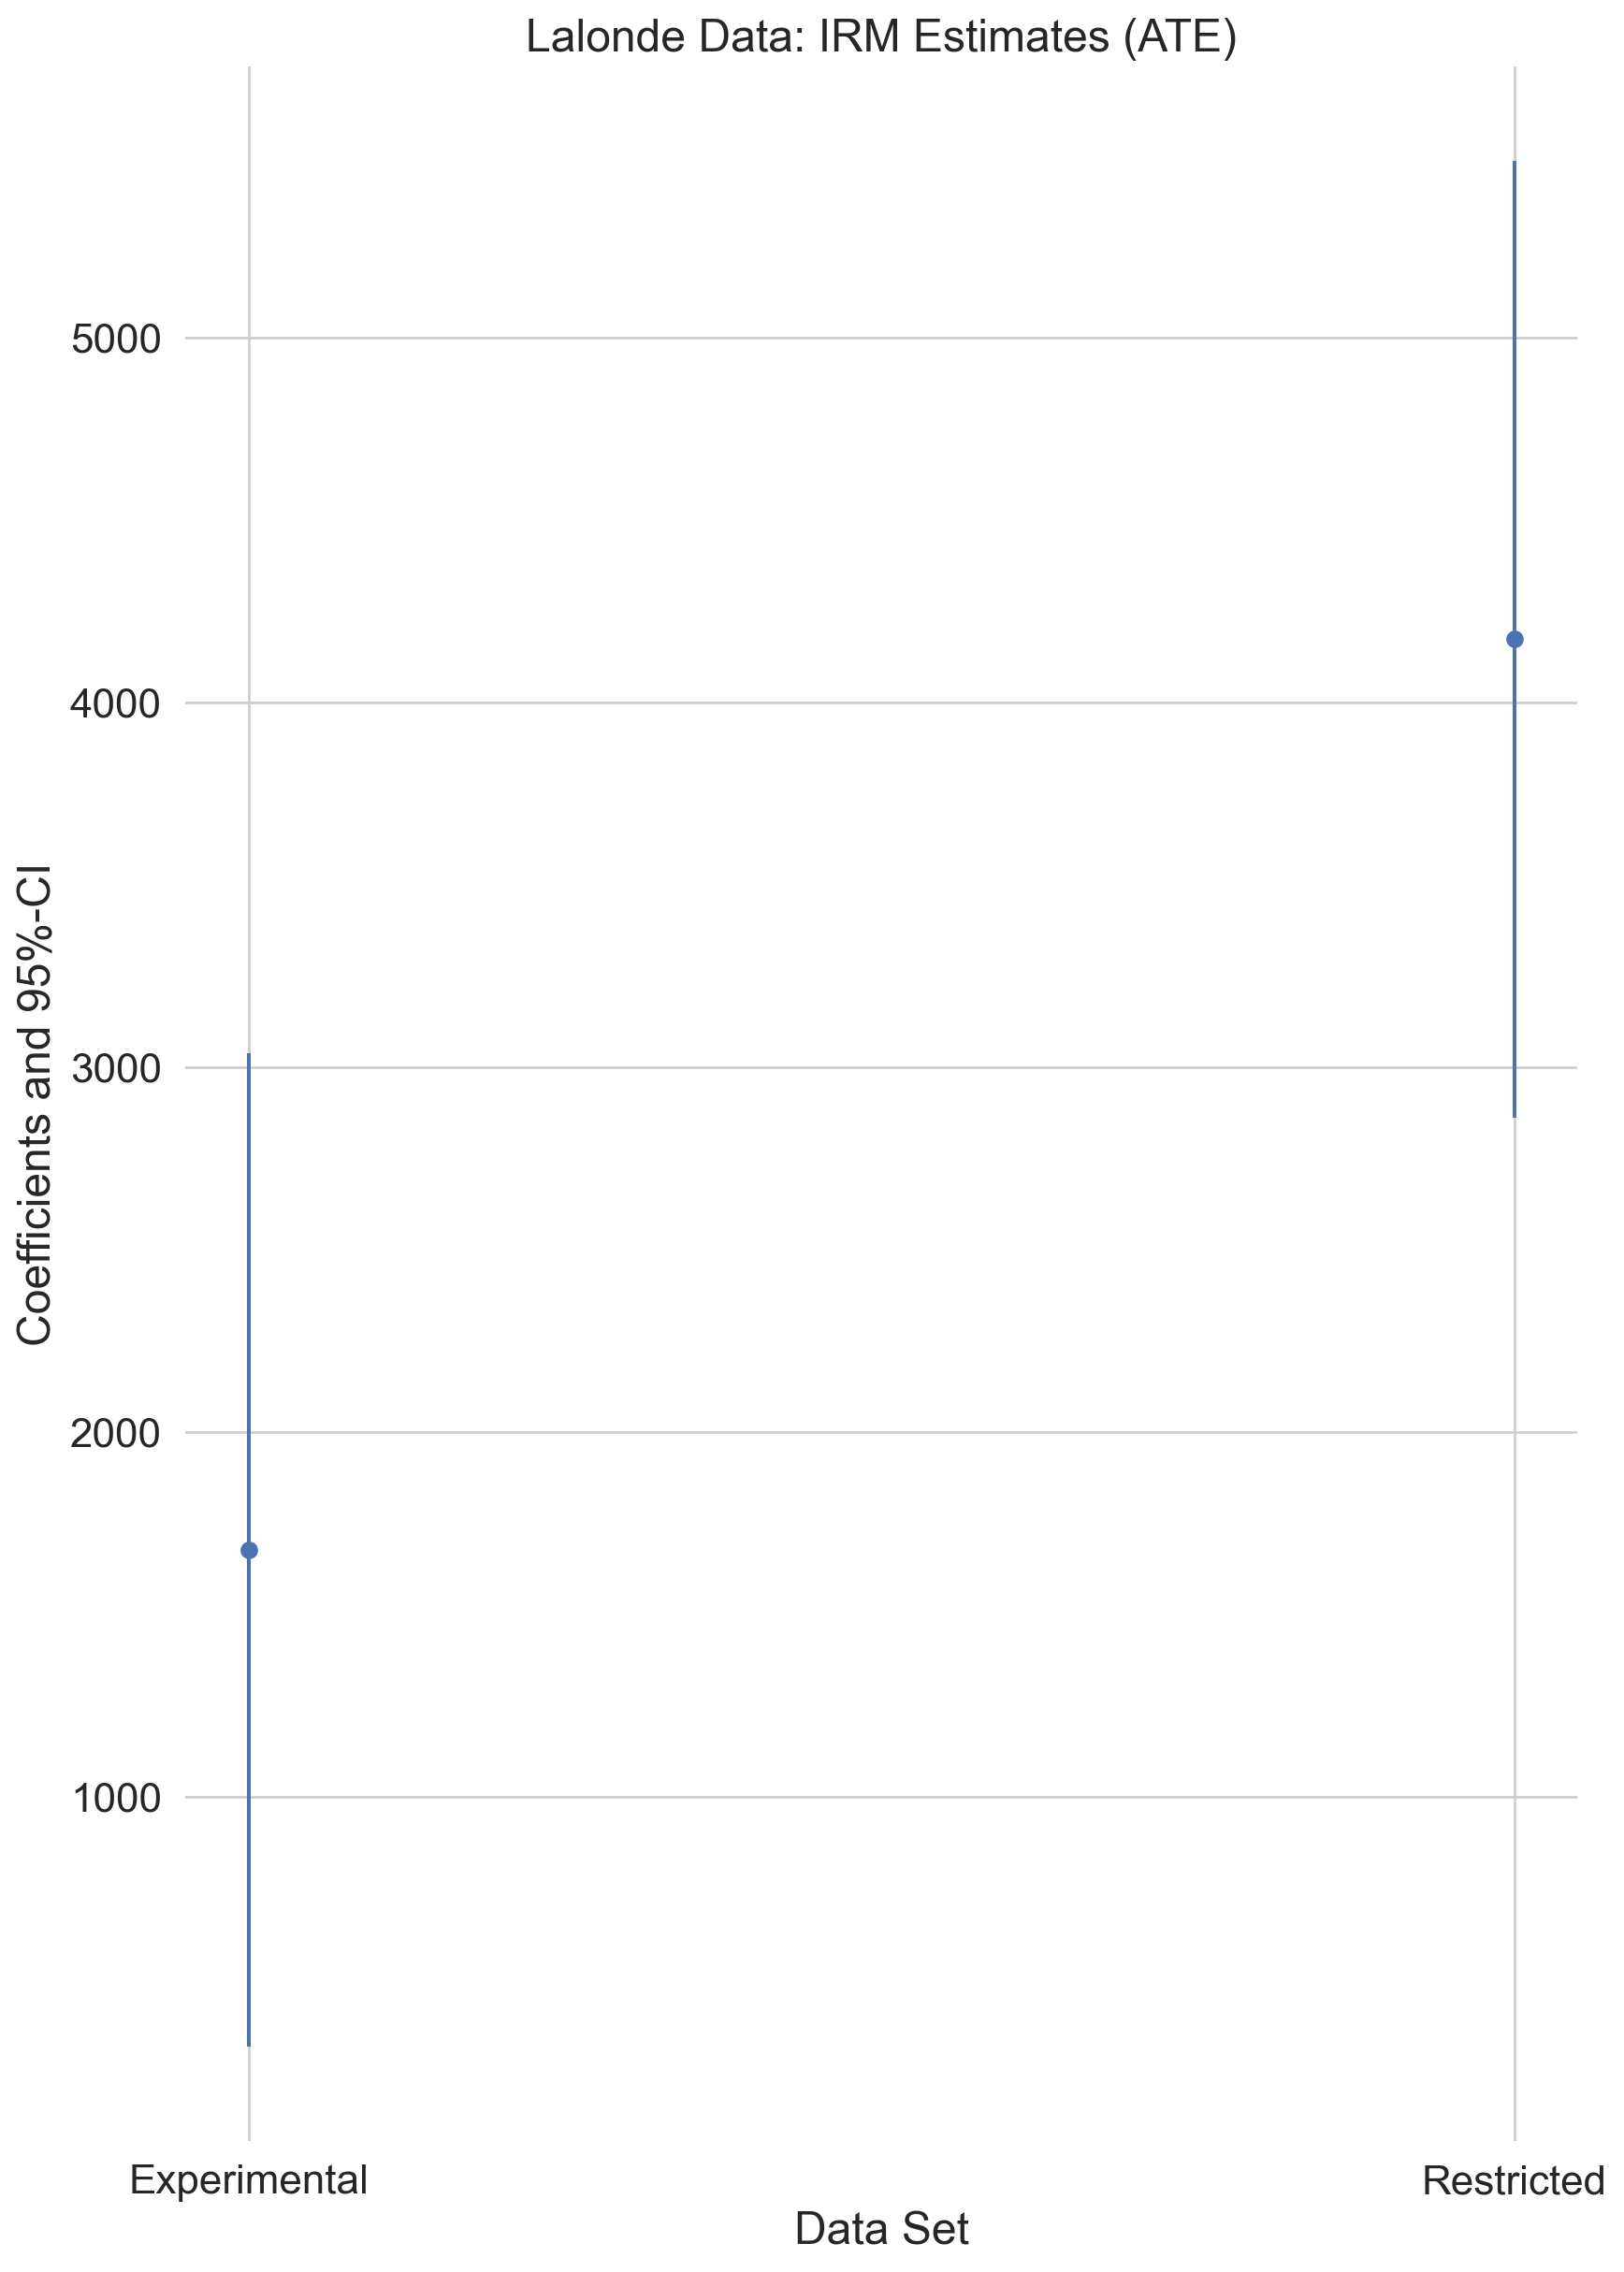 Lalonde Data: IRM Estimates (ATE)
Coefficients and 95%-CI
5000
4000
3000
2000
1000
Experimental
Restricted
Data Set